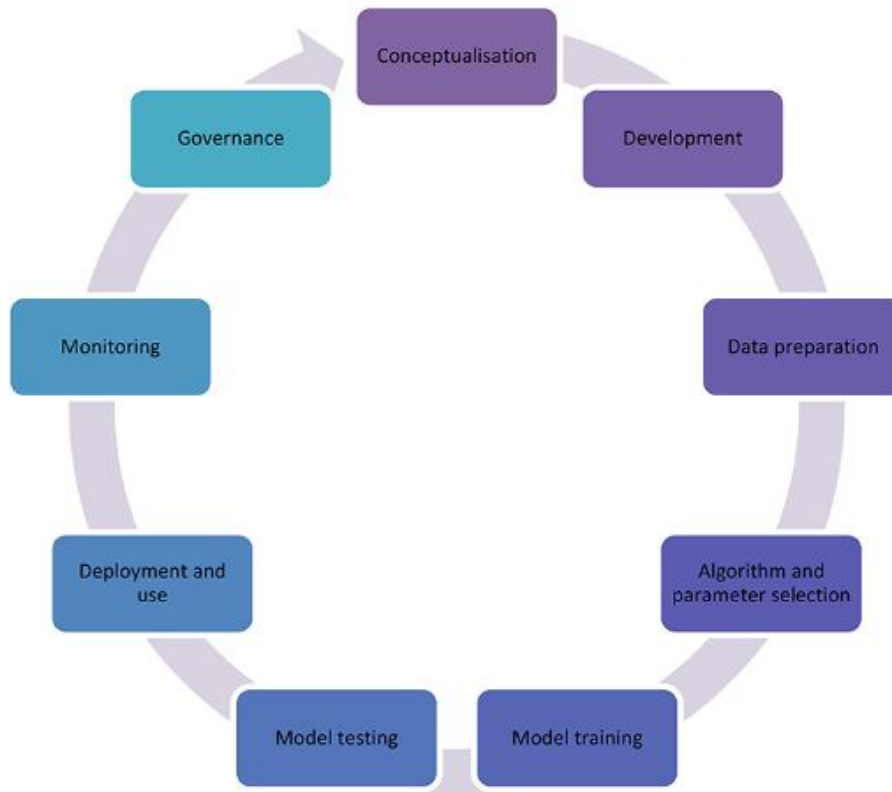 Conceptualisation
Development
Data preparation
Algorithm and
parameter selection
Model training
Model testing
Deployment and
use
Monitoring
Governance